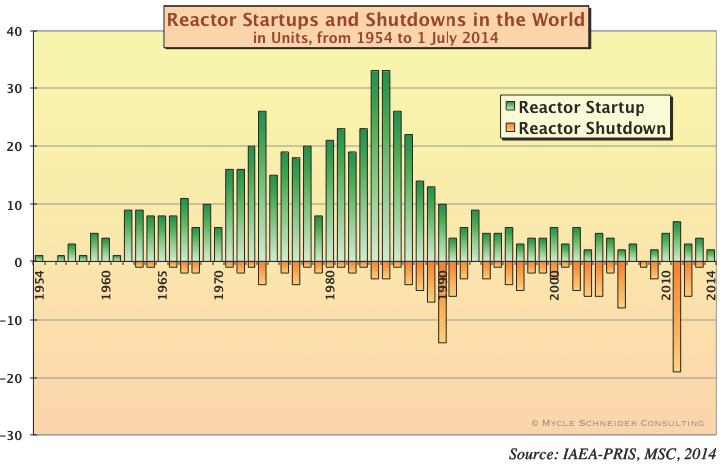 Reactor Startups and Shutdowns in the World
in Units, from 1954 to 1 July 2014
40
30
20
10
0
-10
-20
-30
Reactor Startup
Reactor Shutdown
1954
1960
1965
1970
1980
1990
2000
2010
2014
© Mycle Schneider Consulting
Source: IAEA-PRIS, MSC, 2014